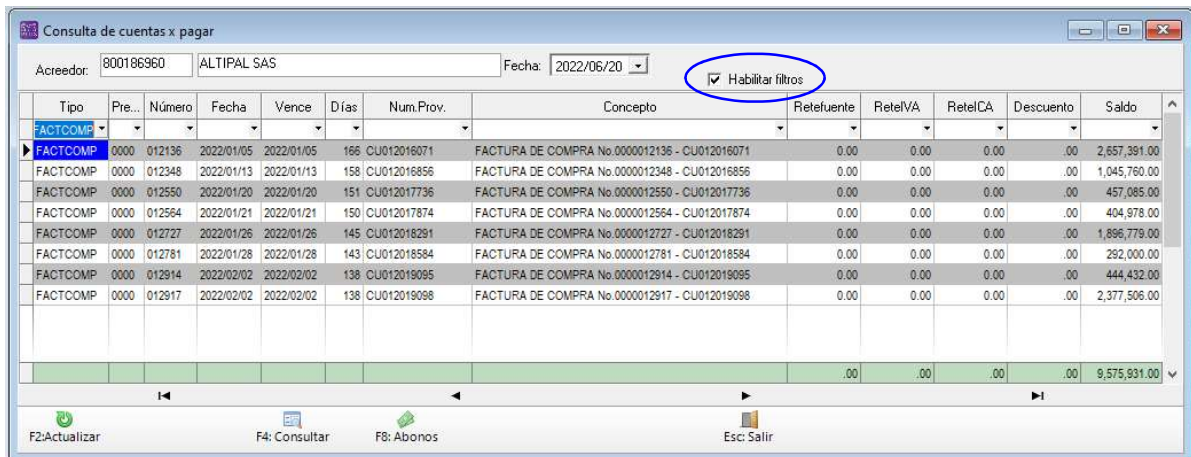 Consulta de cuentas x pagar
Acreedor: 800186960 ALTIPAL SAS Fecha: 2022/06/20 Habilitar filtros
Tipo Pre... Número Fecha Vence Días Num.Prov. Concepto Retefuente ReteIVA ReteICA Descuento Saldo
FACTCOMP
FACTCOMP 0000 012136 2022/01/05 2022/01/05 166 CU012016071 FACTURA DE COMPRA No.0000012136 - CU012016071 0.00 0.00 0.00 .00 2,657,391.00
FACTCOMP 0000 012348 2022/01/13 2022/01/13 158 CU012016856 FACTURA DE COMPRA No.0000012348 - CU012016856 0.00 0.00 0.00 .00 1,045,760.00
FACTCOMP 0000 012550 2022/01/20 2022/01/20 151 CU012017736 FACTURA DE COMPRA No.0000012550 - CU012017736 0.00 0.00 0.00 .00 457,085.00
FACTCOMP 0000 012564 2022/01/21 2022/01/21 150 CU012017874 FACTURA DE COMPRA No.0000012564 - CU012017874 0.00 0.00 0.00 .00 404,978.00
FACTCOMP 0000 012727 2022/01/26 2022/01/26 145 CU012018291 FACTURA DE COMPRA No.0000012727 - CU012018291 0.00 0.00 0.00 .00 1,896,779.00
FACTCOMP 0000 012781 2022/01/28 2022/01/28 143 CU012018584 FACTURA DE COMPRA No.0000012781 - CU012018584 0.00 0.00 0.00 .00 292,000.00
FACTCOMP 0000 012914 2022/02/02 2022/02/02 138 CU012019095 FACTURA DE COMPRA No.0000012914 - CU012019095 0.00 0.00 0.00 .00 444,432.00
FACTCOMP 0000 012917 2022/02/02 2022/02/02 138 CU012019098 FACTURA DE COMPRA No.0000012917 - CU012019098 0.00 0.00 0.00 .00 2,377,506.00
.00 .00 .00 .00 9,575,931.00
F2:Actualizar F4: Consultar F8: Abonos Esc: Salir